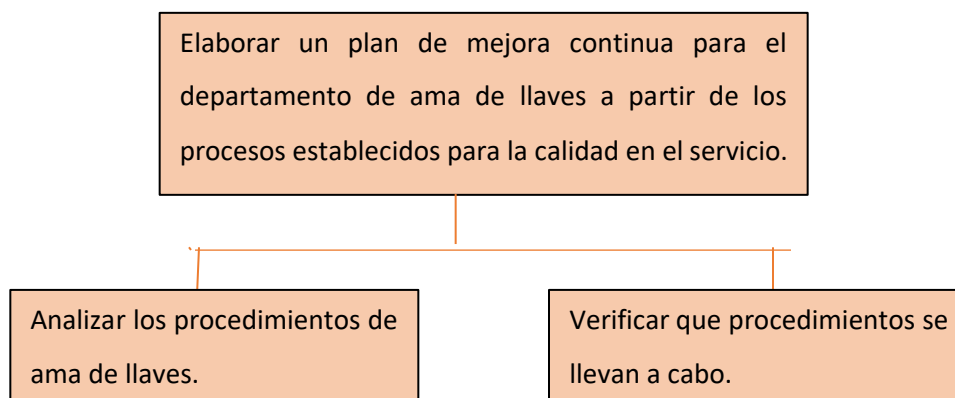 Elaborar un plan de mejora continua para el
departamento de ama de llaves a partir de los
procesos establecidos para la calidad en el servicio.
Analizar los procedimientos de
ama de llaves.
Verificar que procedimientos se
llevan a cabo.